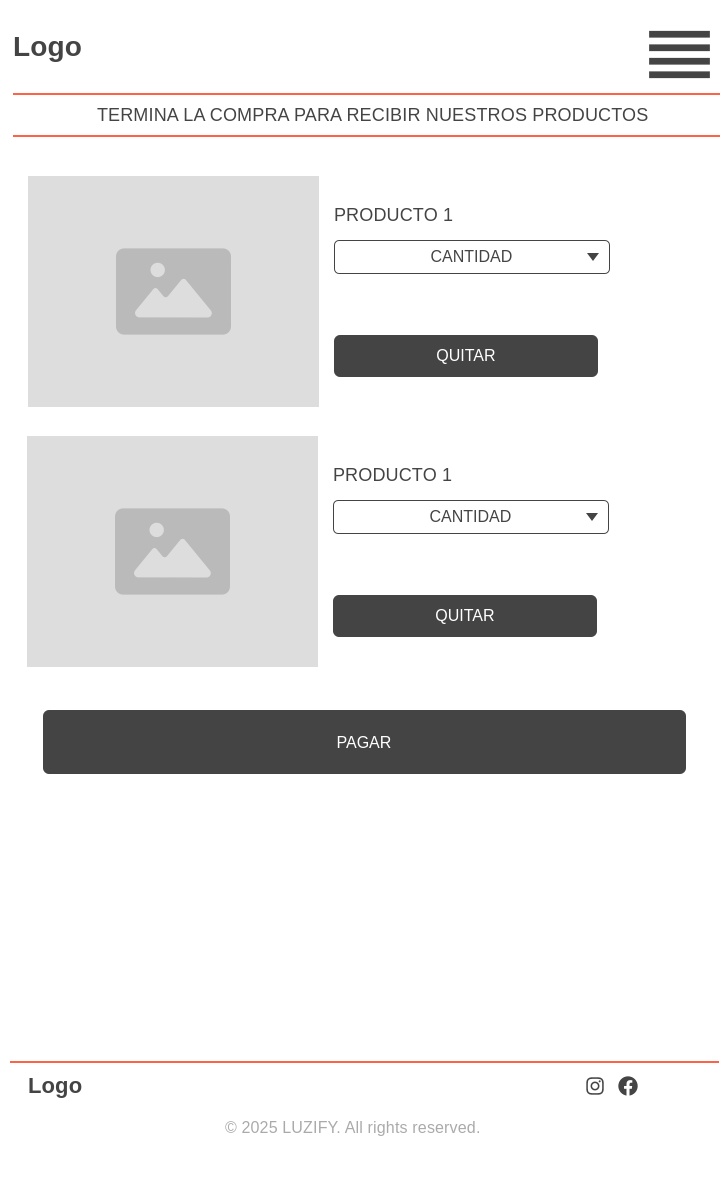 Logo
TERMINA LA COMPRA PARA RECIBIR NUESTROS PRODUCTOS
PRODUCTO 1
CANTIDAD
QUITAR
PRODUCTO 1
CANTIDAD
QUITAR
PAGAR
Logo
© 2025 LUZIFY. All rights reserved.